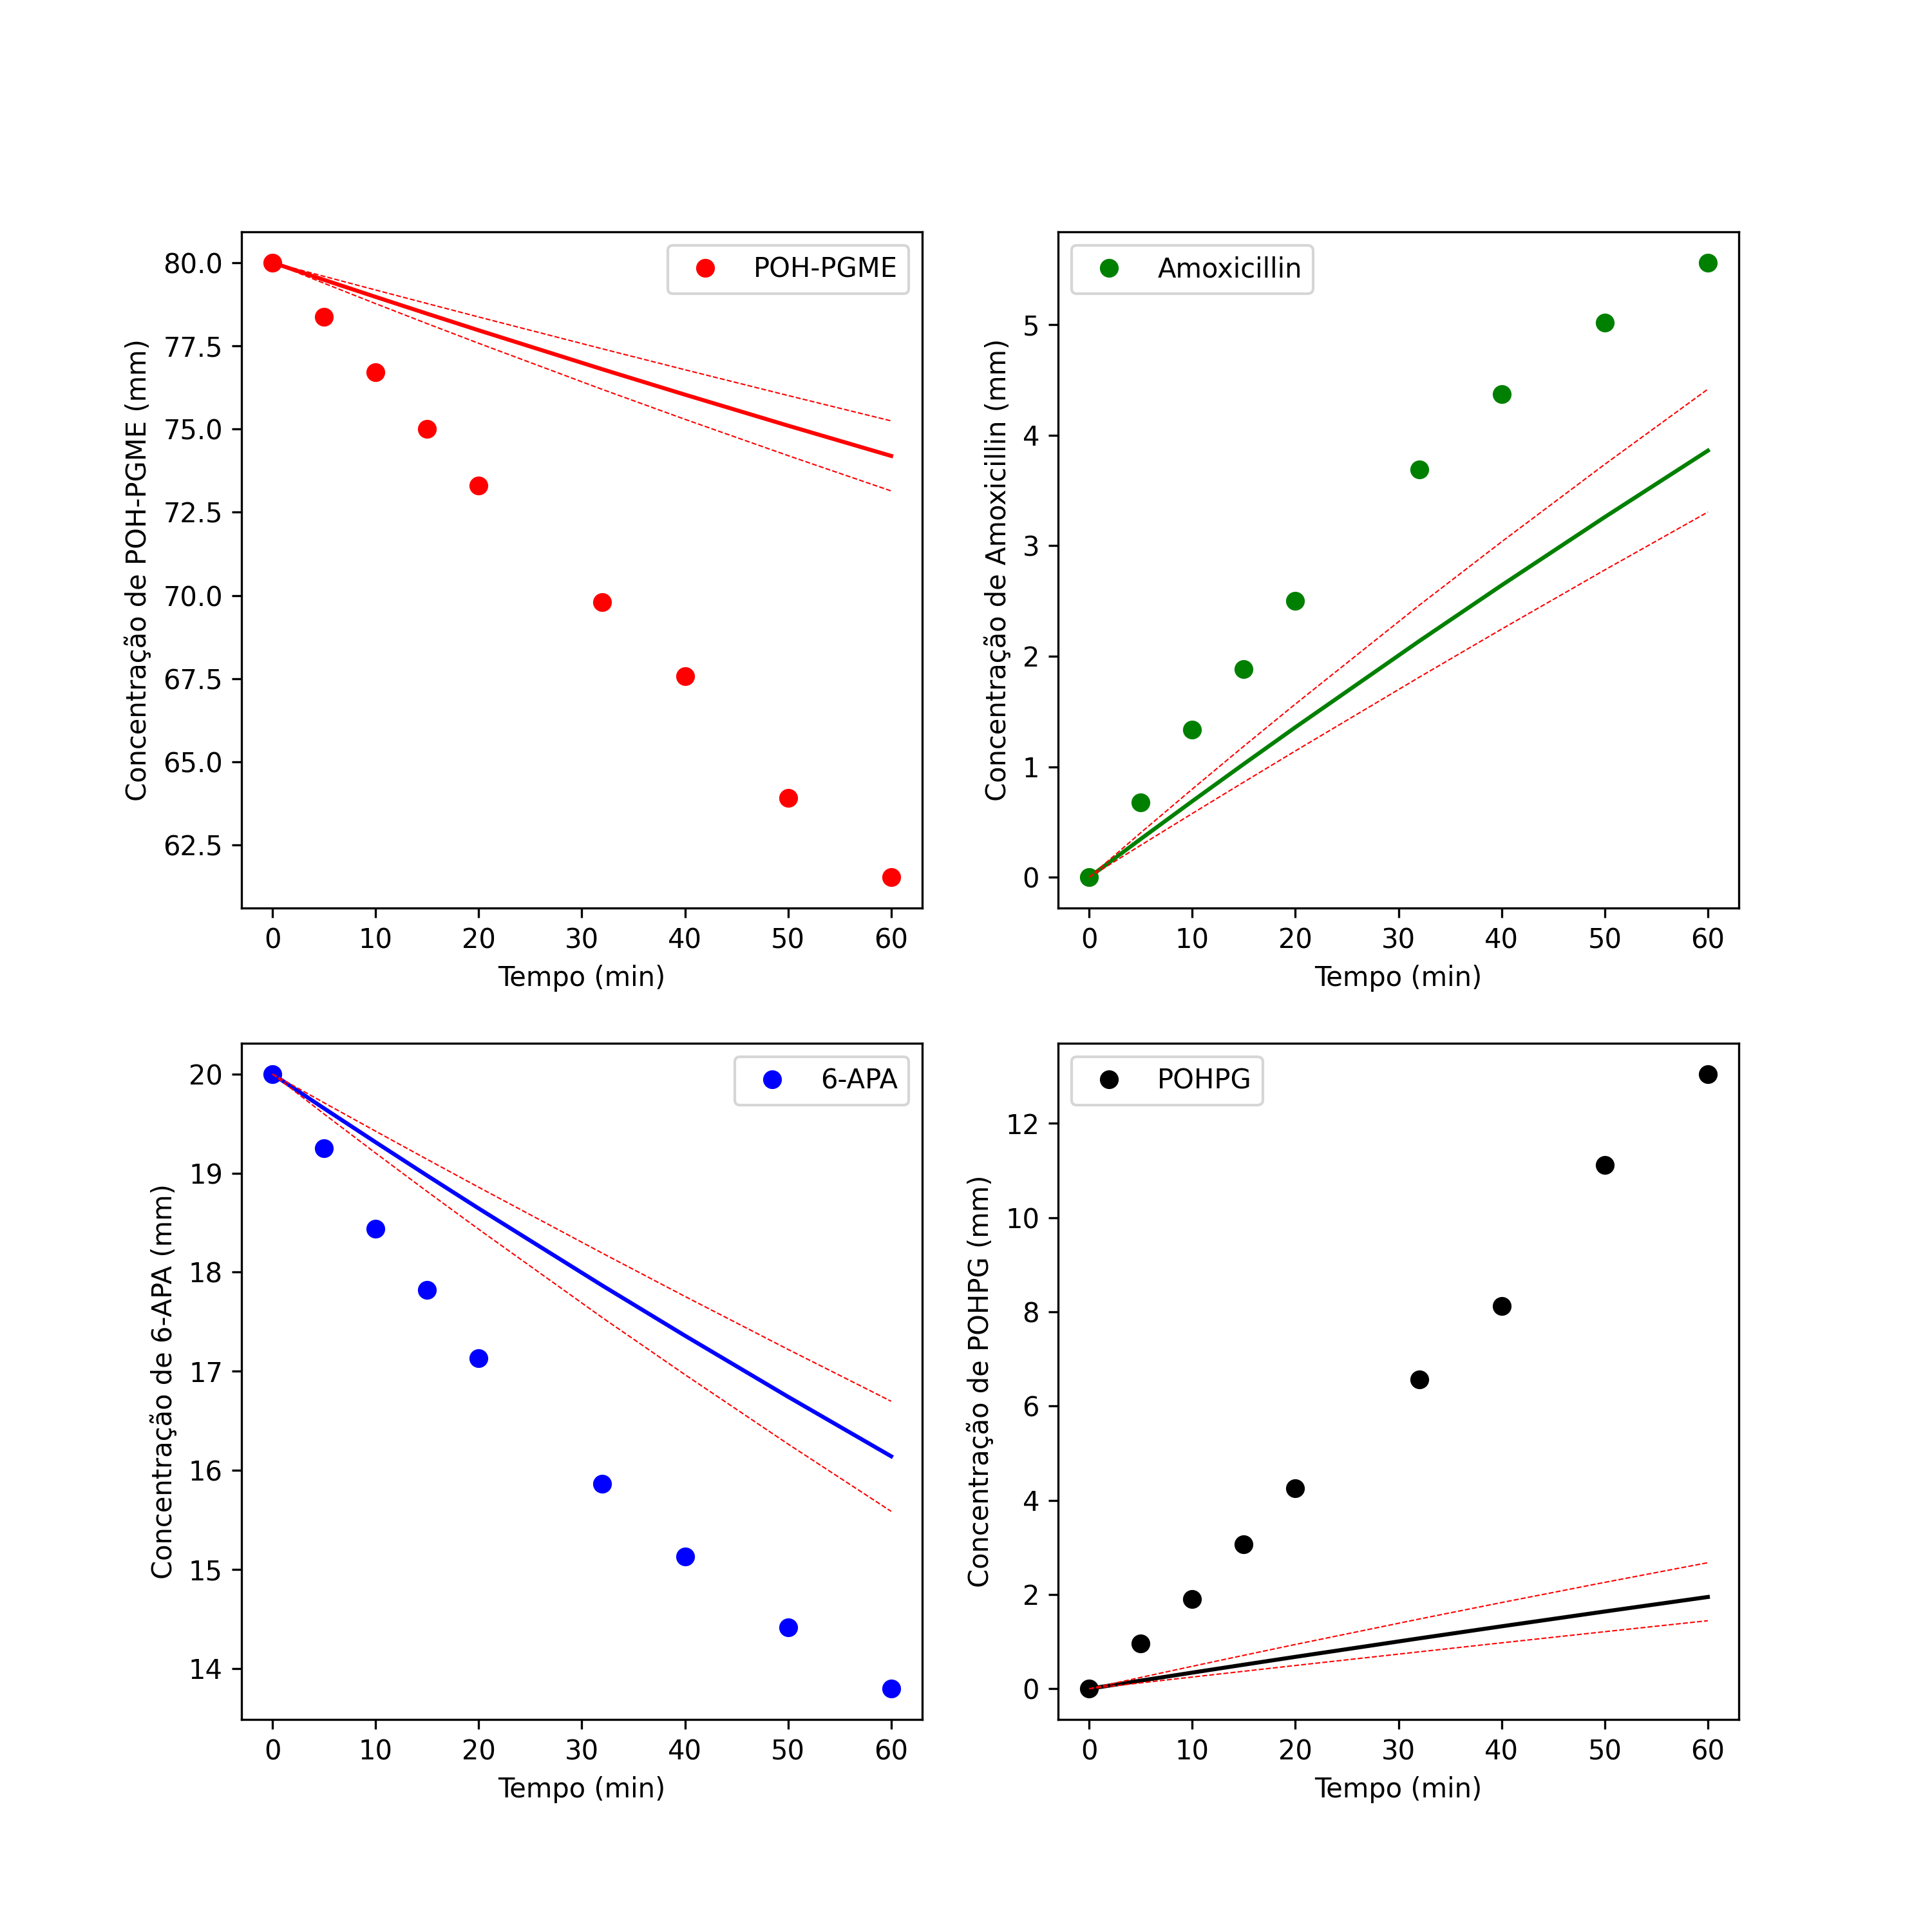 POH-PGME
80.0
77.5
75.0
72.5
70.0
67.5
65.0
62.5
Concentração de POH-PGME (mm)
0 10 20 30 40 50 60
Tempo (min)
Amoxicillin
5
4
3
2
1
0
Concentração de Amoxicillin (mm)
0 10 20 30 40 50 60
Tempo (min)
6-APA
20
19
18
17
16
15
14
Concentração de 6-APA (mm)
0 10 20 30 40 50 60
Tempo (min)
POHPG
12
10
8
6
4
2
0
Concentração de POHPG (mm)
0 10 20 30 40 50 60
Tempo (min)